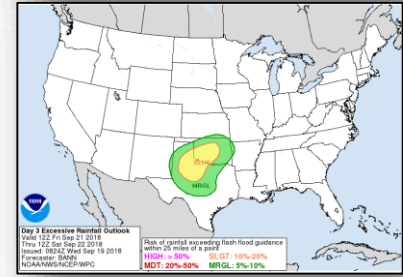 SLGT
MRGL
NOAA
Day 3 Excessive Rainfall Outlook
Valid 12Z Fri Sep 21 2018
Thru 12Z Sat Sep 22 2018
Issued: 0824Z Wed Sep 19 2018
Forecaster: BANN
NOAA/NWS/NCEP/WPC
Risk of rainfall exceeding flash flood guidance
within 25 miles of a point
HIGH: > 50% SLGT: 10%-20%
MDT: 20%-50% MRGL: 5%-10%